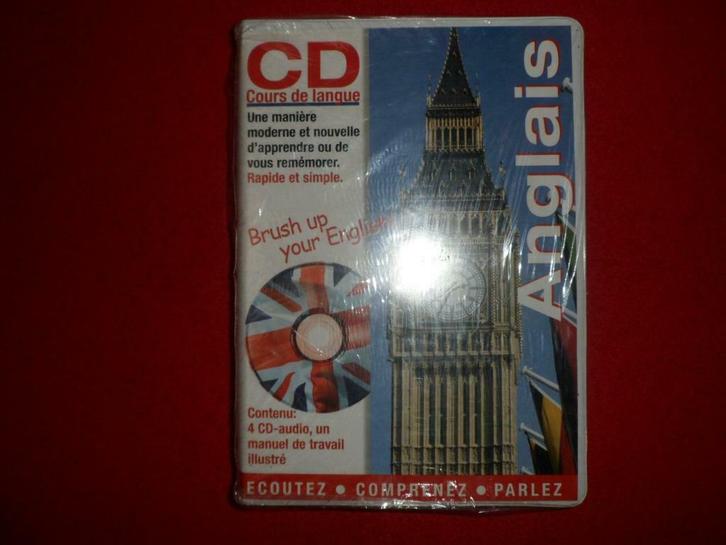 CD
Cours de langue
Une manière
moderne et nouvelle
d'apprendre ou de
vous remémorer.
Rapide et simple.
Brush up
your English
Contenu:
4 CD-audio, un
manuel de travail
illustré
Anglais
ECOUTEZ • COMPRENEZ • PARLEZ